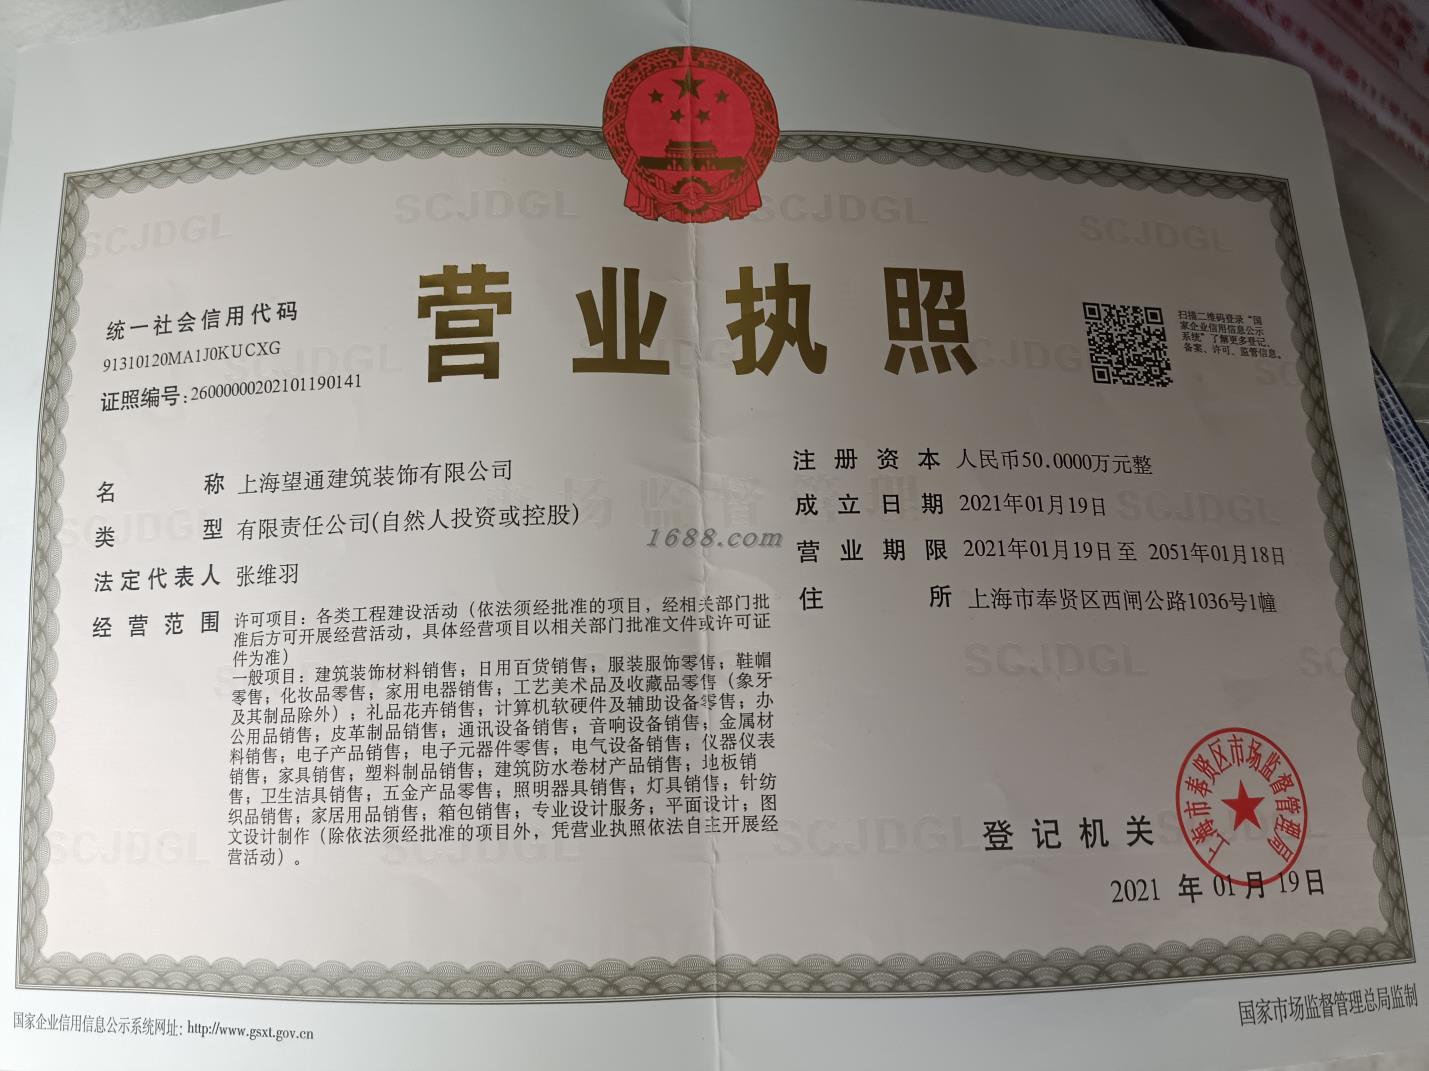 SCJDGL SCJDGL SCJDGL SCJDGL
营业执照
统一社会信用代码
91310120MA1J0KUCXG
证照编号:26000000202101190141
扫描二维码登录“国
家企业信用信息公示
系统”了解更多登记、
备案、许可、监管信息。
名称 上海望通建筑装饰有限公司
类型 有限责任公司(自然人投资或控股)
法定代表人 张维羽
经营范围 许可项目：各类工程建设活动（依法须经批准的项目，经相关部门批
准后方可开展经营活动，具体经营项目以相关部门批准文件或许可证
件为准）
一般项目：建筑装饰材料销售；日用百货销售；服装服饰零售；鞋帽
零售；化妆品零售；家用电器销售；工艺美术品及收藏品零售（象牙
及其制品除外）；礼品花卉销售；计算机软硬件及辅助设备零售；办
公用品销售；皮革制品销售；通讯设备销售；音响设备销售；金属材
料销售；电子产品销售；电子元器件零售；电气设备销售；仪器仪表
销售；家具销售；塑料制品销售；建筑防水卷材产品销售；地板销
售；卫生洁具销售；五金产品零售；照明器具销售；灯具销售；针纺
织品销售；家居用品销售；箱包销售；专业设计服务；平面设计；图
文设计制作（除依法须经批准的项目外，凭营业执照依法自主开展经
营活动）。
注册资本 人民币50.0000万元整
成立日期 2021年01月19日
营业期限 2021年01月19日 至 2051年01月18日
住所 上海市奉贤区西闸公路1036号1幢
市场监督管理
1688.com
登记机关
上海市奉贤区市场监督管理局
2021 年 01 月 19 日
国家企业信用信息公示系统网址: http://www.gsxt.gov.cn
国家市场监督管理总局监制